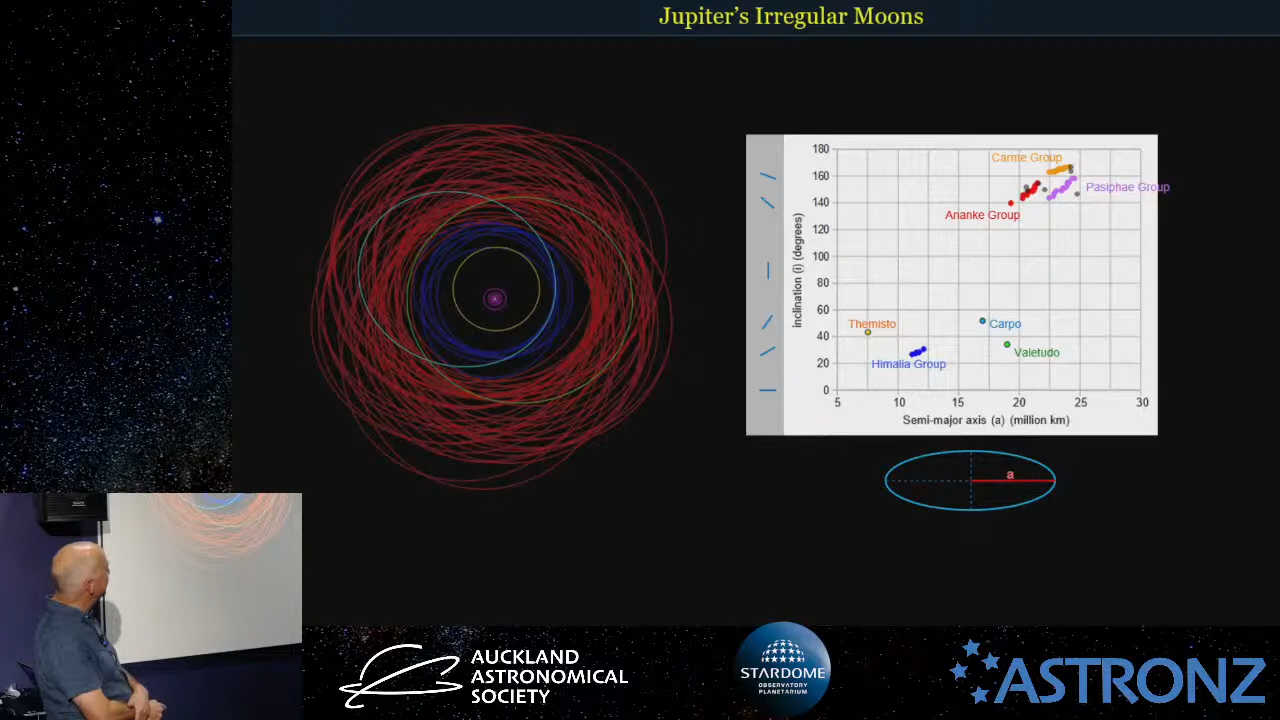 Jupiter's Irregular Moons
180
160
140
120
100
80
60
40
20
0
inclination (i) (degrees)
Carme Group
Pasiphae Group
Ananke Group
Themisto
Carpo
Valetudo
Himalia Group
5
10
15
20
25
30
Semi-major axis (a) (million km)
a
AUCKLAND
ASTRONOMICAL
SOCIETY
STARDOME
OBSERVATORY
PLANETARIUM
ASTRONZ